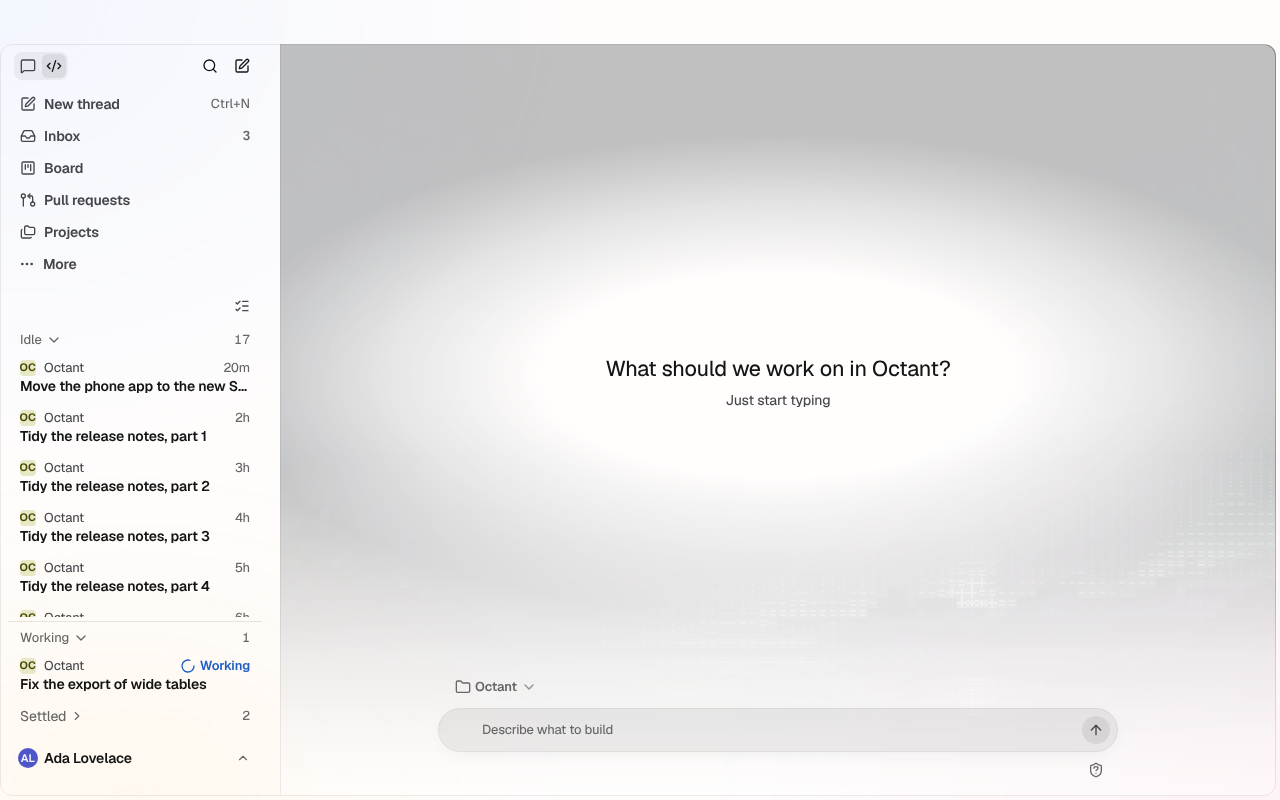 New thread Ctrl+N
Inbox 3
Board
Pull requests
Projects
More
Idle 17
OC Octant 20m
Move the phone app to the new S...
OC Octant 2h
Tidy the release notes, part 1
OC Octant 3h
Tidy the release notes, part 2
OC Octant 4h
Tidy the release notes, part 3
OC Octant 5h
Tidy the release notes, part 4
OC Octant 6h
Working 1
OC Octant Working
Fix the export of wide tables
Settled 2
AL Ada Lovelace
What should we work on in Octant?
Just start typing
Octant
Describe what to build